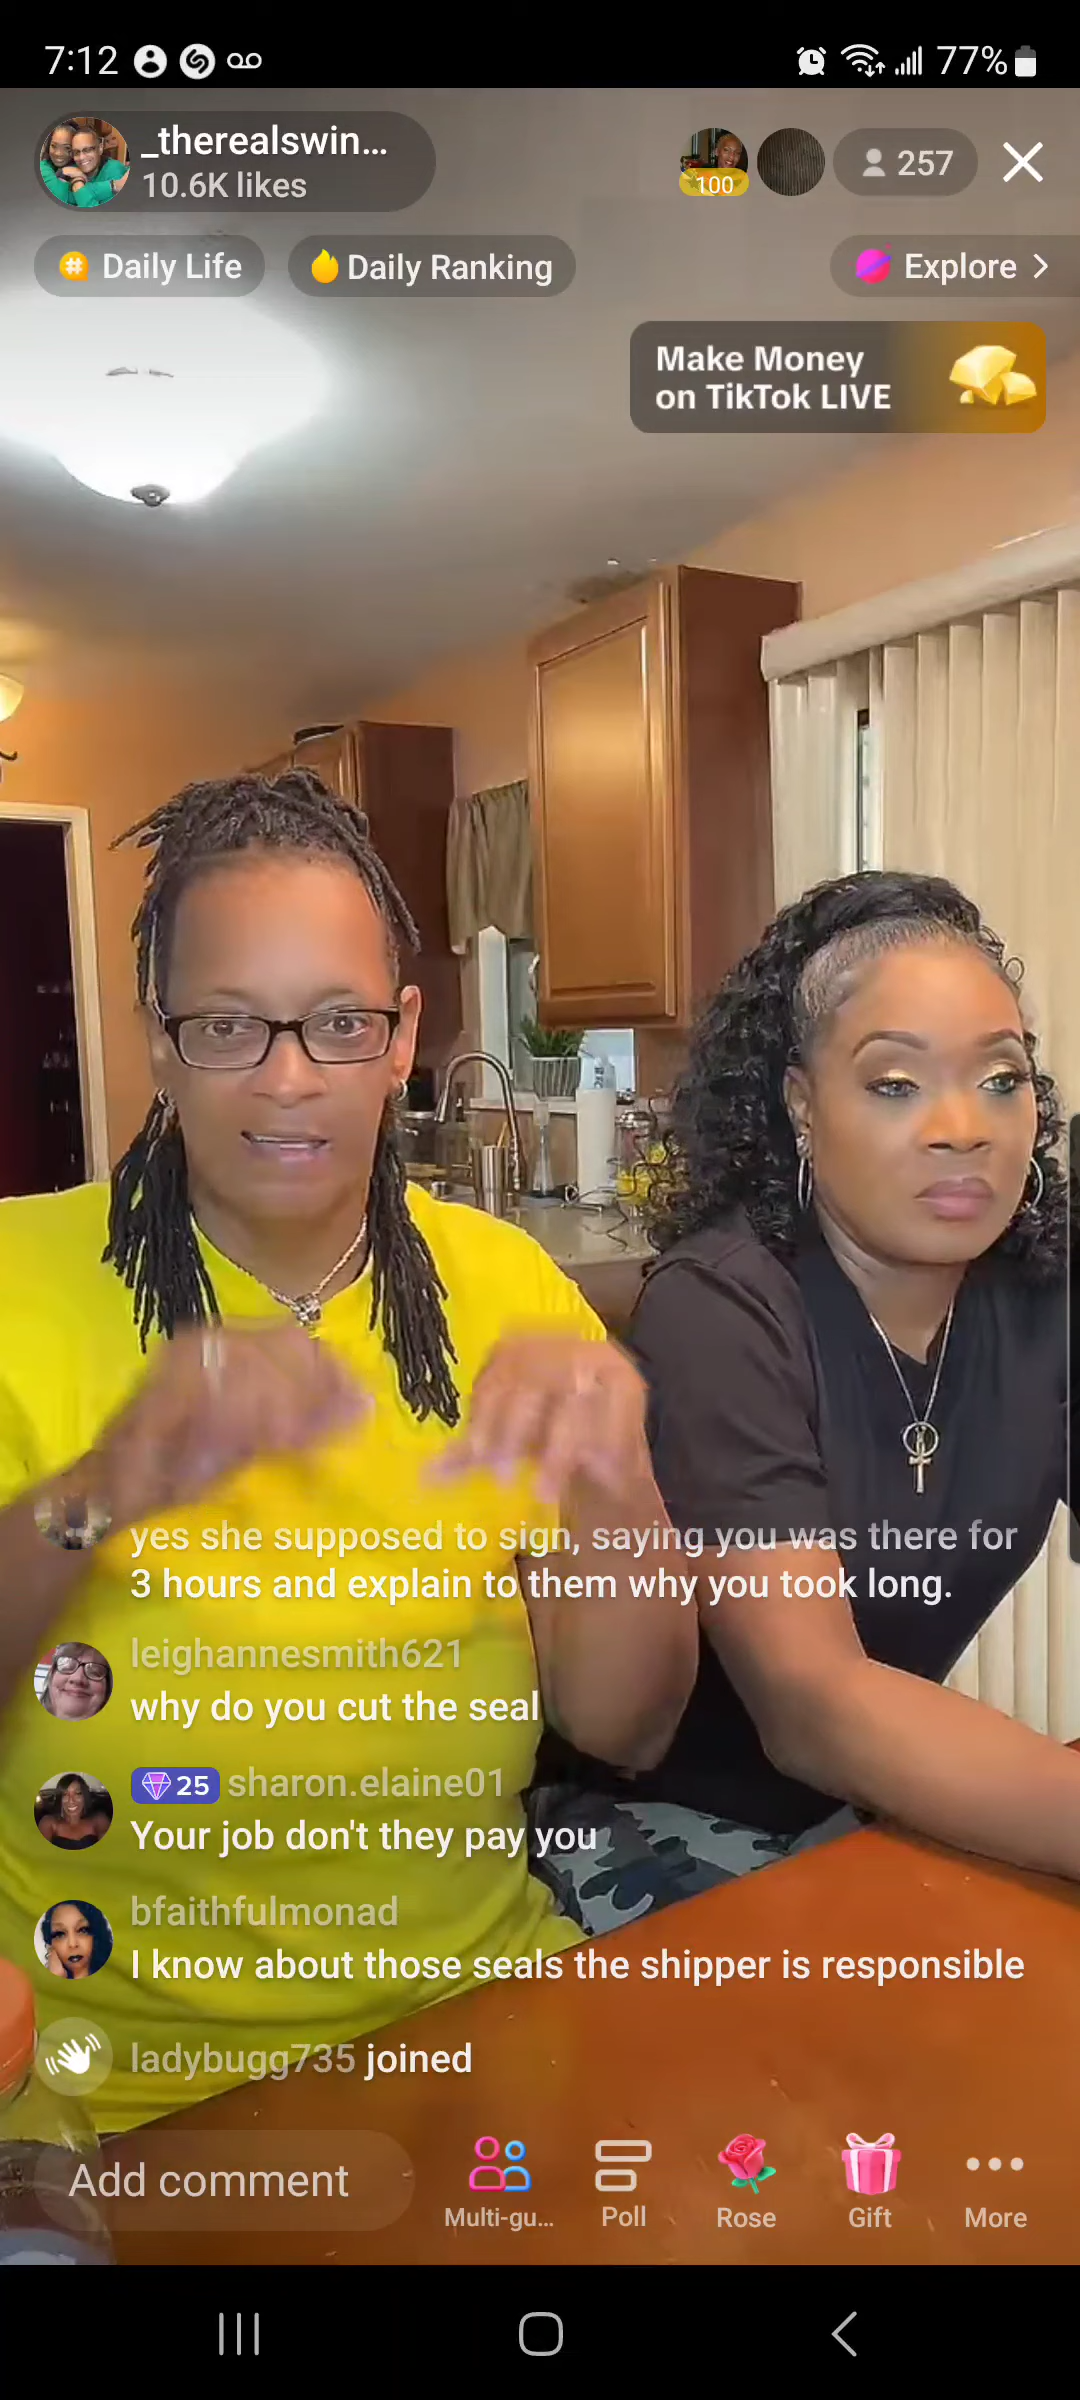 7:12
77%
_therealswin...
10.6K likes
100
257
Daily Life
Daily Ranking
Explore
Make Money
on TikTok LIVE
yes she supposed to sign, saying you was there for
3 hours and explain to them why you took long.
leighannesmith621
why do you cut the seal
25 sharon.elaine01
Your job don't they pay you
bfaithfulmonad
I know about those seals the shipper is responsible
ladybugg735 joined
Add comment
Multi-gu...
Poll
Rose
Gift
More